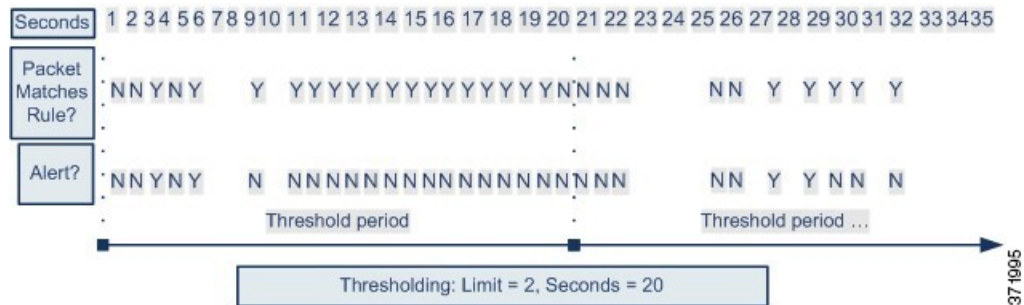 Seconds 1 2 3 4 5 6 7 8 9 10 11 12 13 14 15 16 17 18 19 20 21 22 23 24 25 26 27 28 29 30 31 32 33 34 35
Packet
Matches
Rule?
N N Y N Y Y Y Y Y Y Y Y Y Y Y Y Y Y Y Y N N N N N N Y Y Y Y Y
Alert?
N N Y N Y N N N N N N N N N N N N N N N N N N N N N Y Y N N N
Threshold period
Threshold period ...
Thresholding: Limit = 2, Seconds = 20
371995